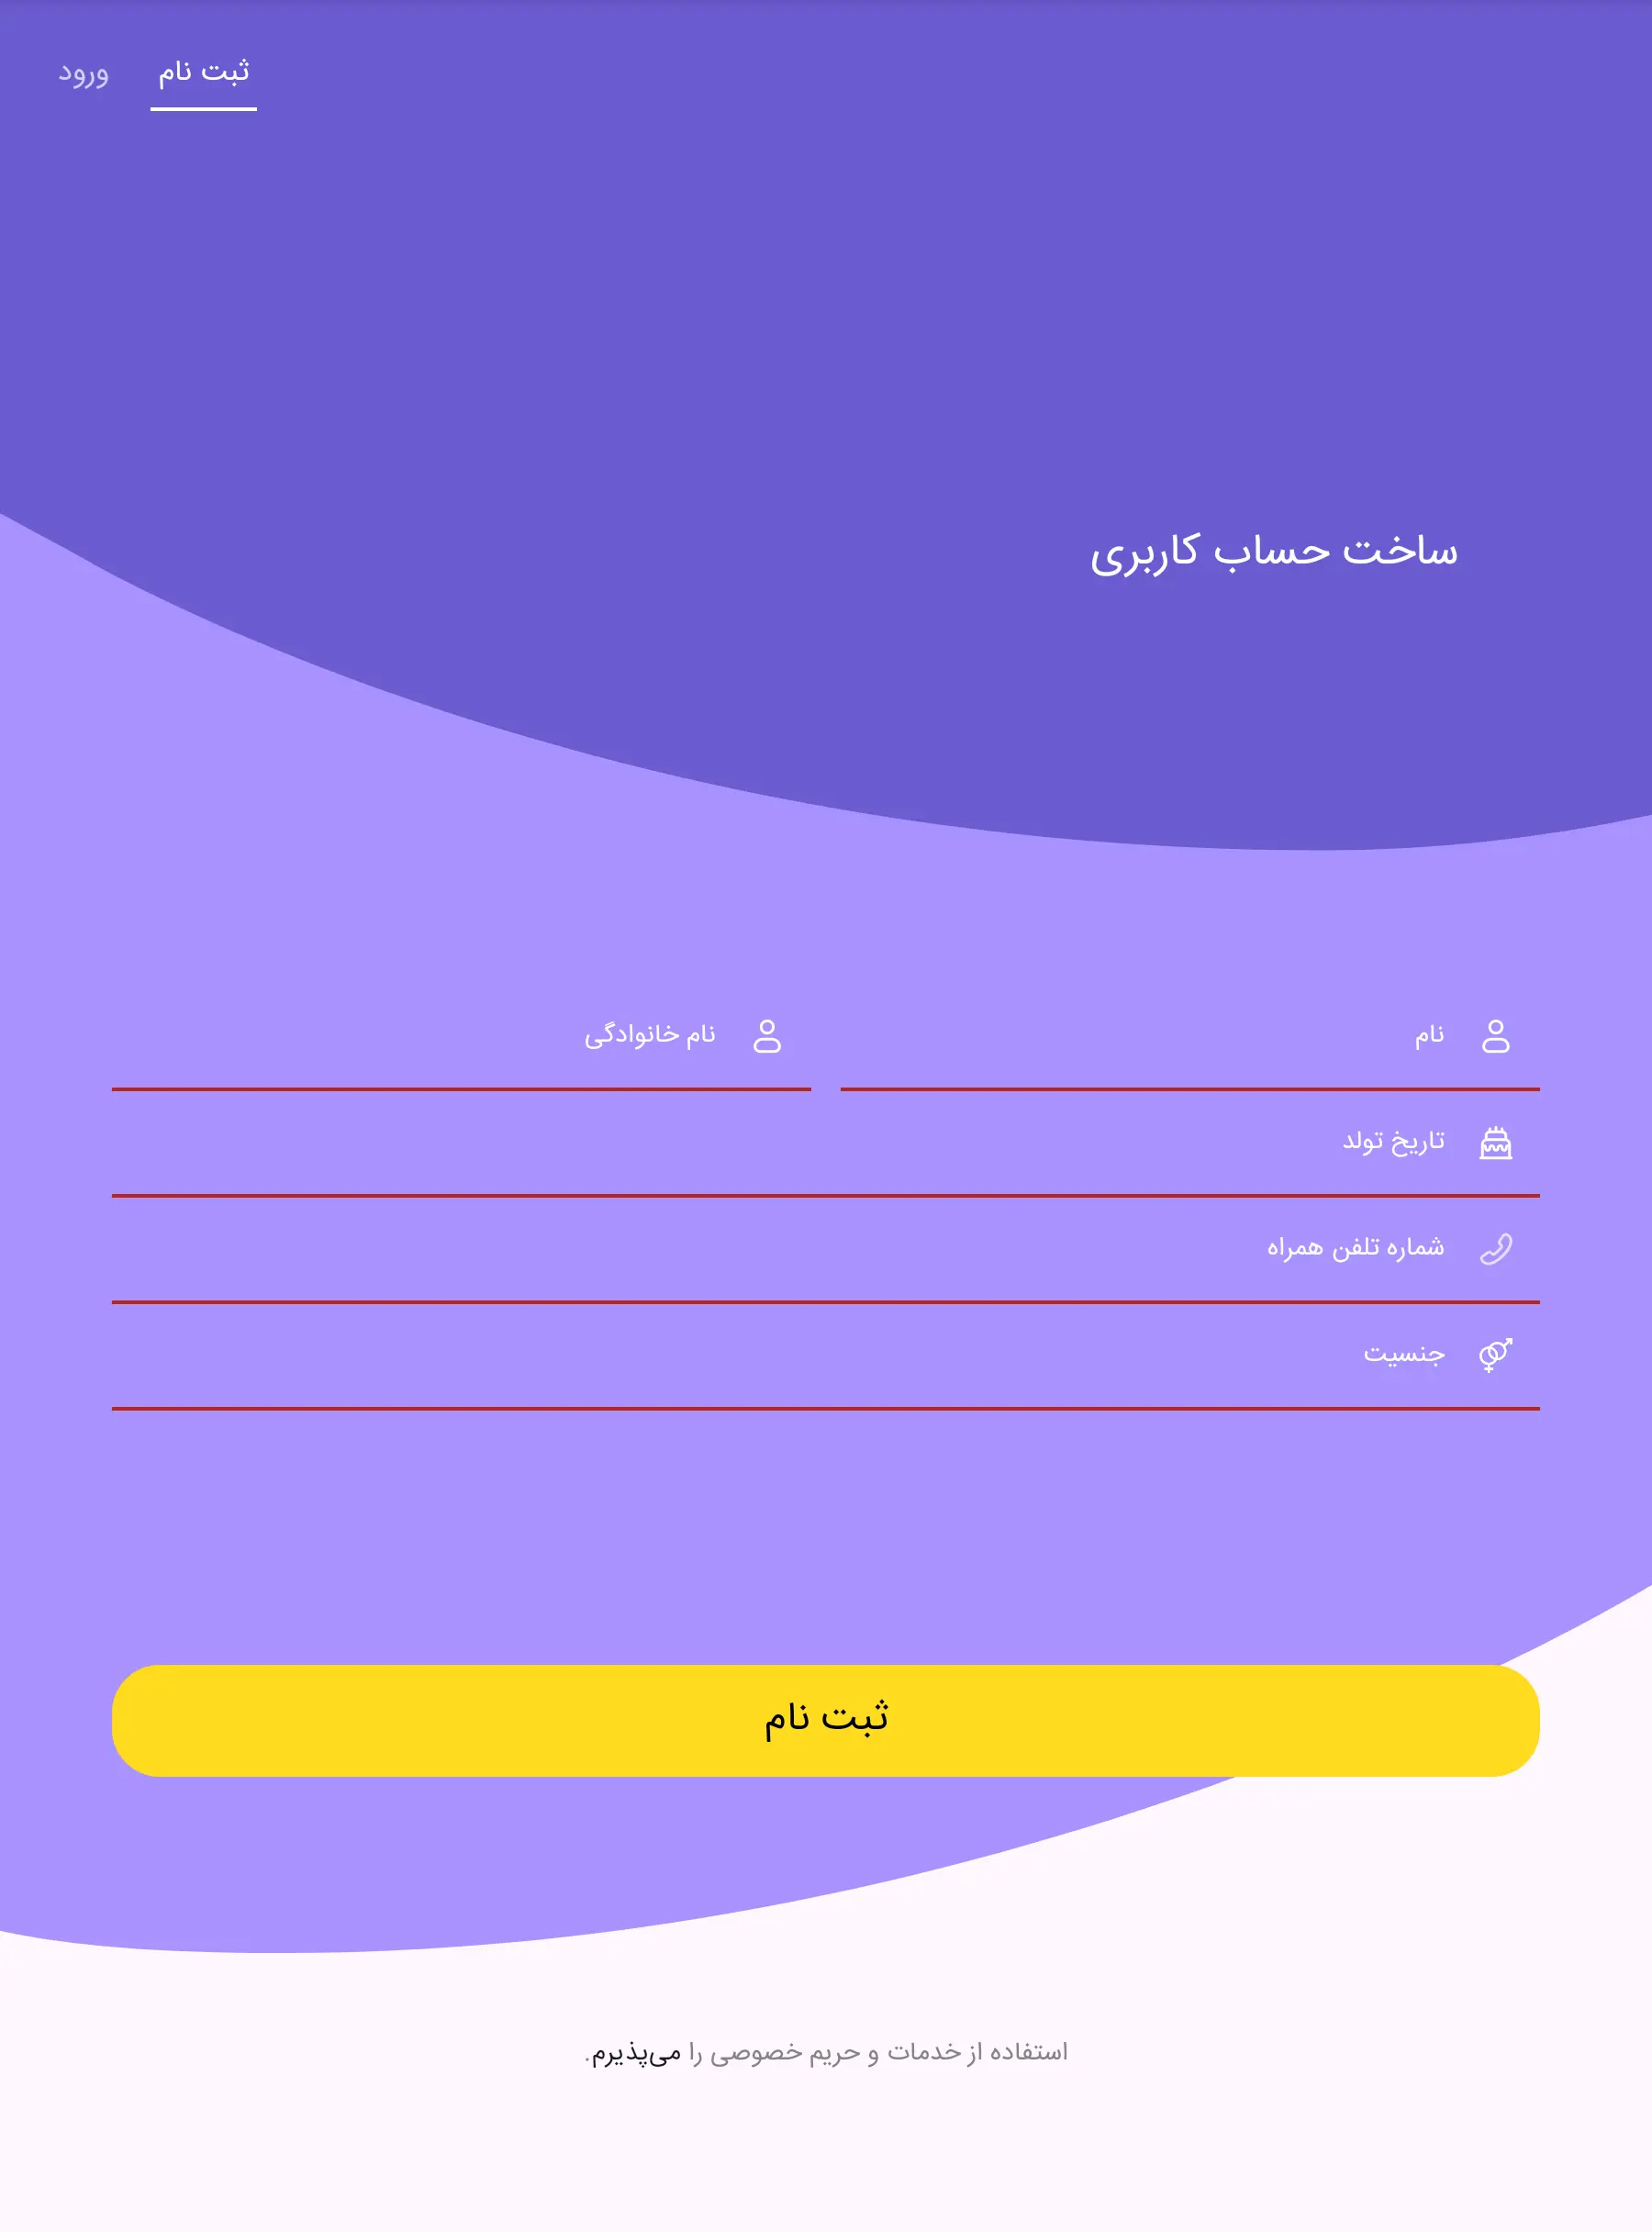 ثبت نام
ورود
ساخت حساب کاربری
نام
نام خانوادگی
تاریخ تولد
شماره تلفن همراه
جنسیت
ثبت نام
استفاده از خدمات و حریم خصوصی را می‌پذیرم.